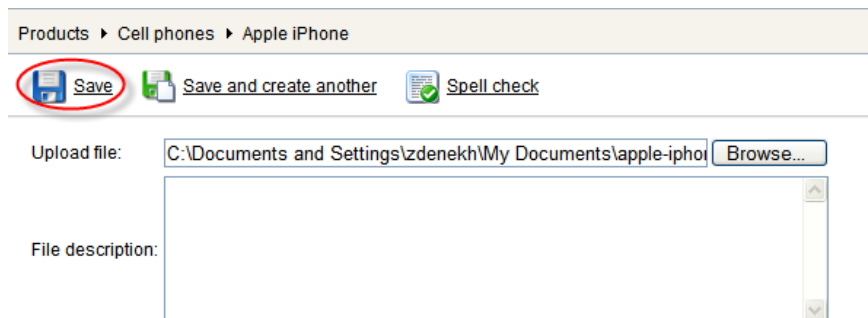 Products ▸ Cell phones ▸ Apple iPhone
Save Save and create another Spell check
Upload file: C:\Documents and Settings\zdenekh\My Documents\apple-ipho Browse...
File description: